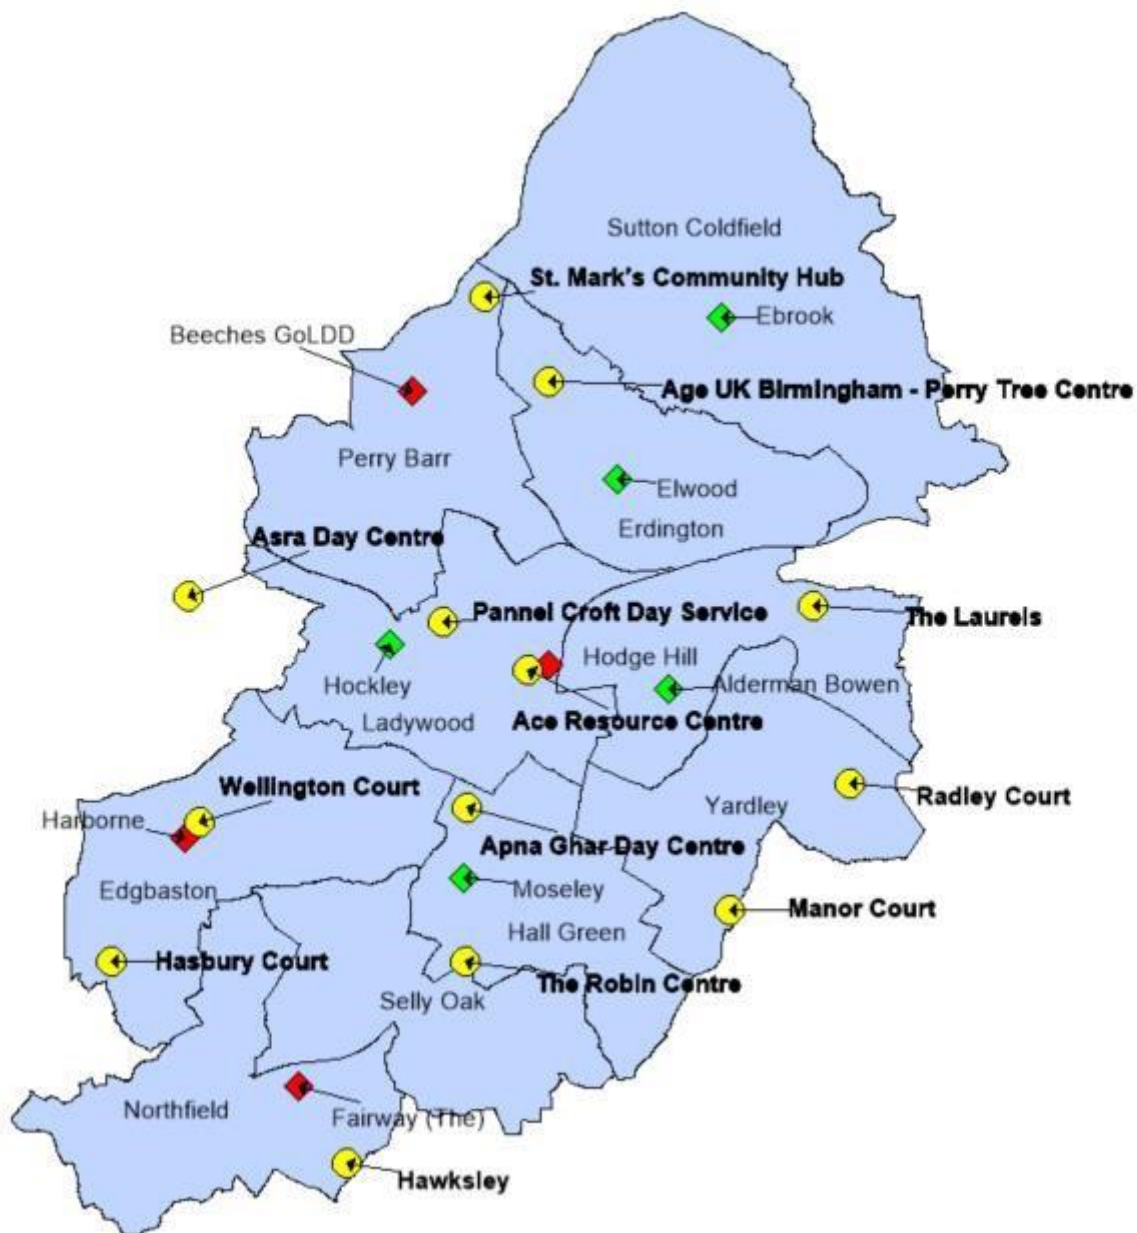 Sutton Coldfield
St. Mark's Community Hub
Ebrook
Beeches GoLDD
Age UK Birmingham - Perry Tree Centre
Perry Barr
Elwood
Erdington
Asra Day Centre
Pannel Croft Day Service
The Laurels
Hodge Hill
Hockley
Alderman Bowen
Ladywood
Ace Resource Centre
Wellington Court
Radley Court
Yardley
Harborne
Apna Ghar Day Centre
Edgbaston
Moseley
Manor Court
Hall Green
Hasbury Court
The Robin Centre
Selly Oak
Northfield
Fairway (The)
Hawksley